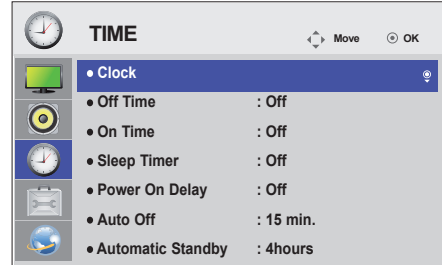 TIME Move OK
• Clock
• Off Time : Off
• On Time : Off
• Sleep Timer : Off
• Power On Delay : Off
• Auto Off : 15 min.
• Automatic Standby : 4hours